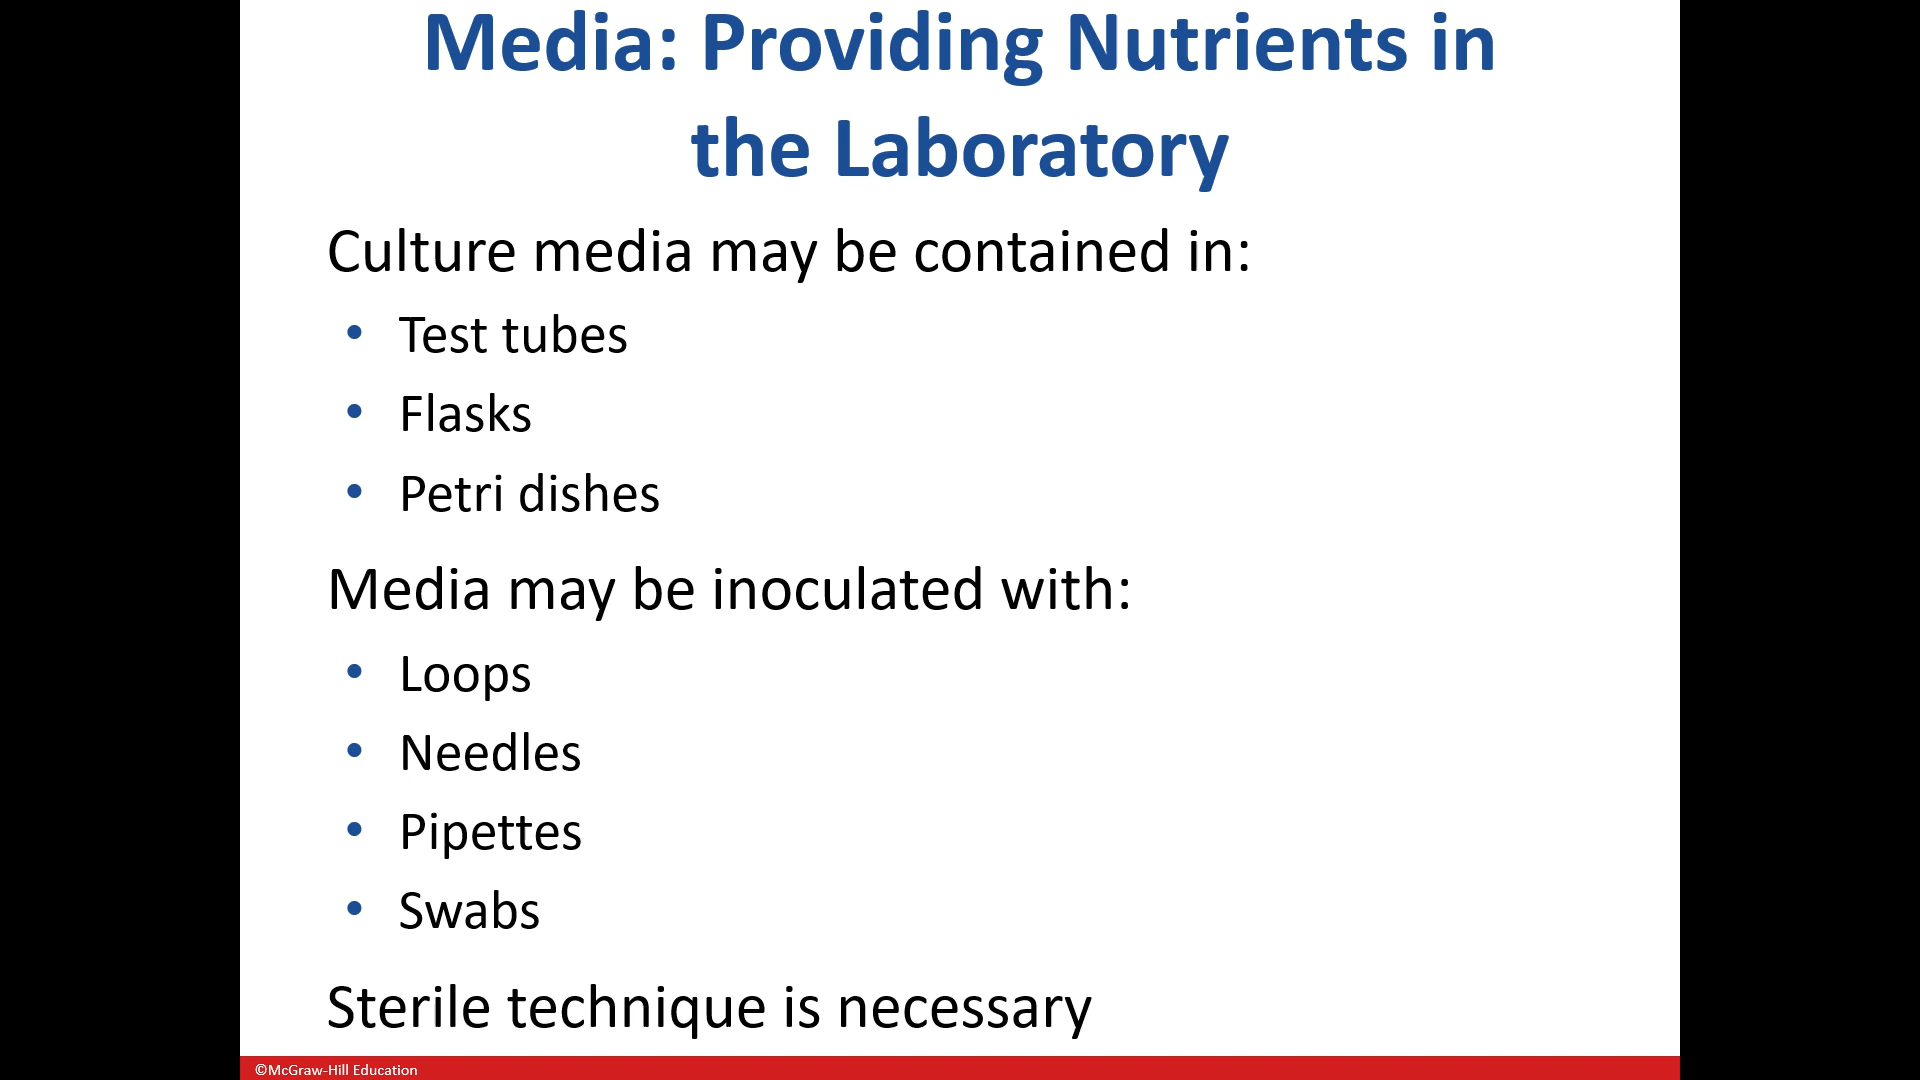 Media: Providing Nutrients in
the Laboratory
Culture media may be contained in:
• Test tubes
• Flasks
• Petri dishes
Media may be inoculated with:
• Loops
• Needles
• Pipettes
• Swabs
Sterile technique is necessary
©McGraw-Hill Education